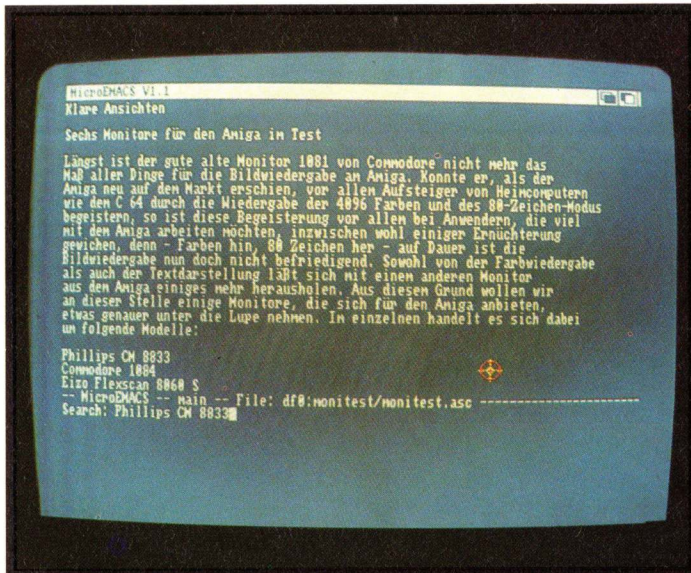 MicroEMACS V1.1
Klare Ansichten
Sechs Monitore für den Amiga im Test
Längst ist der gute alte Monitor 1081 von Commodore nicht mehr das
Maß aller Dinge für die Bildwiedergabe am Amiga. Konnte er, als der
Amiga neu auf dem Markt erschien, vor allem Aufsteiger von Heimcomputern
wie dem C 64 durch die Wiedergabe der 4096 Farben und des 80-Zeichen-Modus
begeistern, so ist diese Begeisterung vor allem bei Anwendern, die viel
mit dem Amiga arbeiten möchten, inzwischen wohl einiger Ernüchterung
gewichen, denn - Farben hin, 80 Zeichen her - auf Dauer ist die
Bildwiedergabe nun doch nicht befriedigend. Sowohl von der Farbwiedergabe
als auch der Textdarstellung läßt sich mit einem anderen Monitor
aus dem Amiga einiges mehr herausholen. Aus diesem Grund wollen wir
an dieser Stelle einige Monitore, die sich für den Amiga anbieten,
etwas genauer unter die Lupe nehmen. Im einzelnen handelt es sich dabei
um folgende Modelle:
Phillips CM 8833
Commodore 1084
Eizo Flexscan 8060 S
-- MicroEMACS -- main -- File: df0:monitest/monitest.asc --------------------
Search: Phillips CM 8833